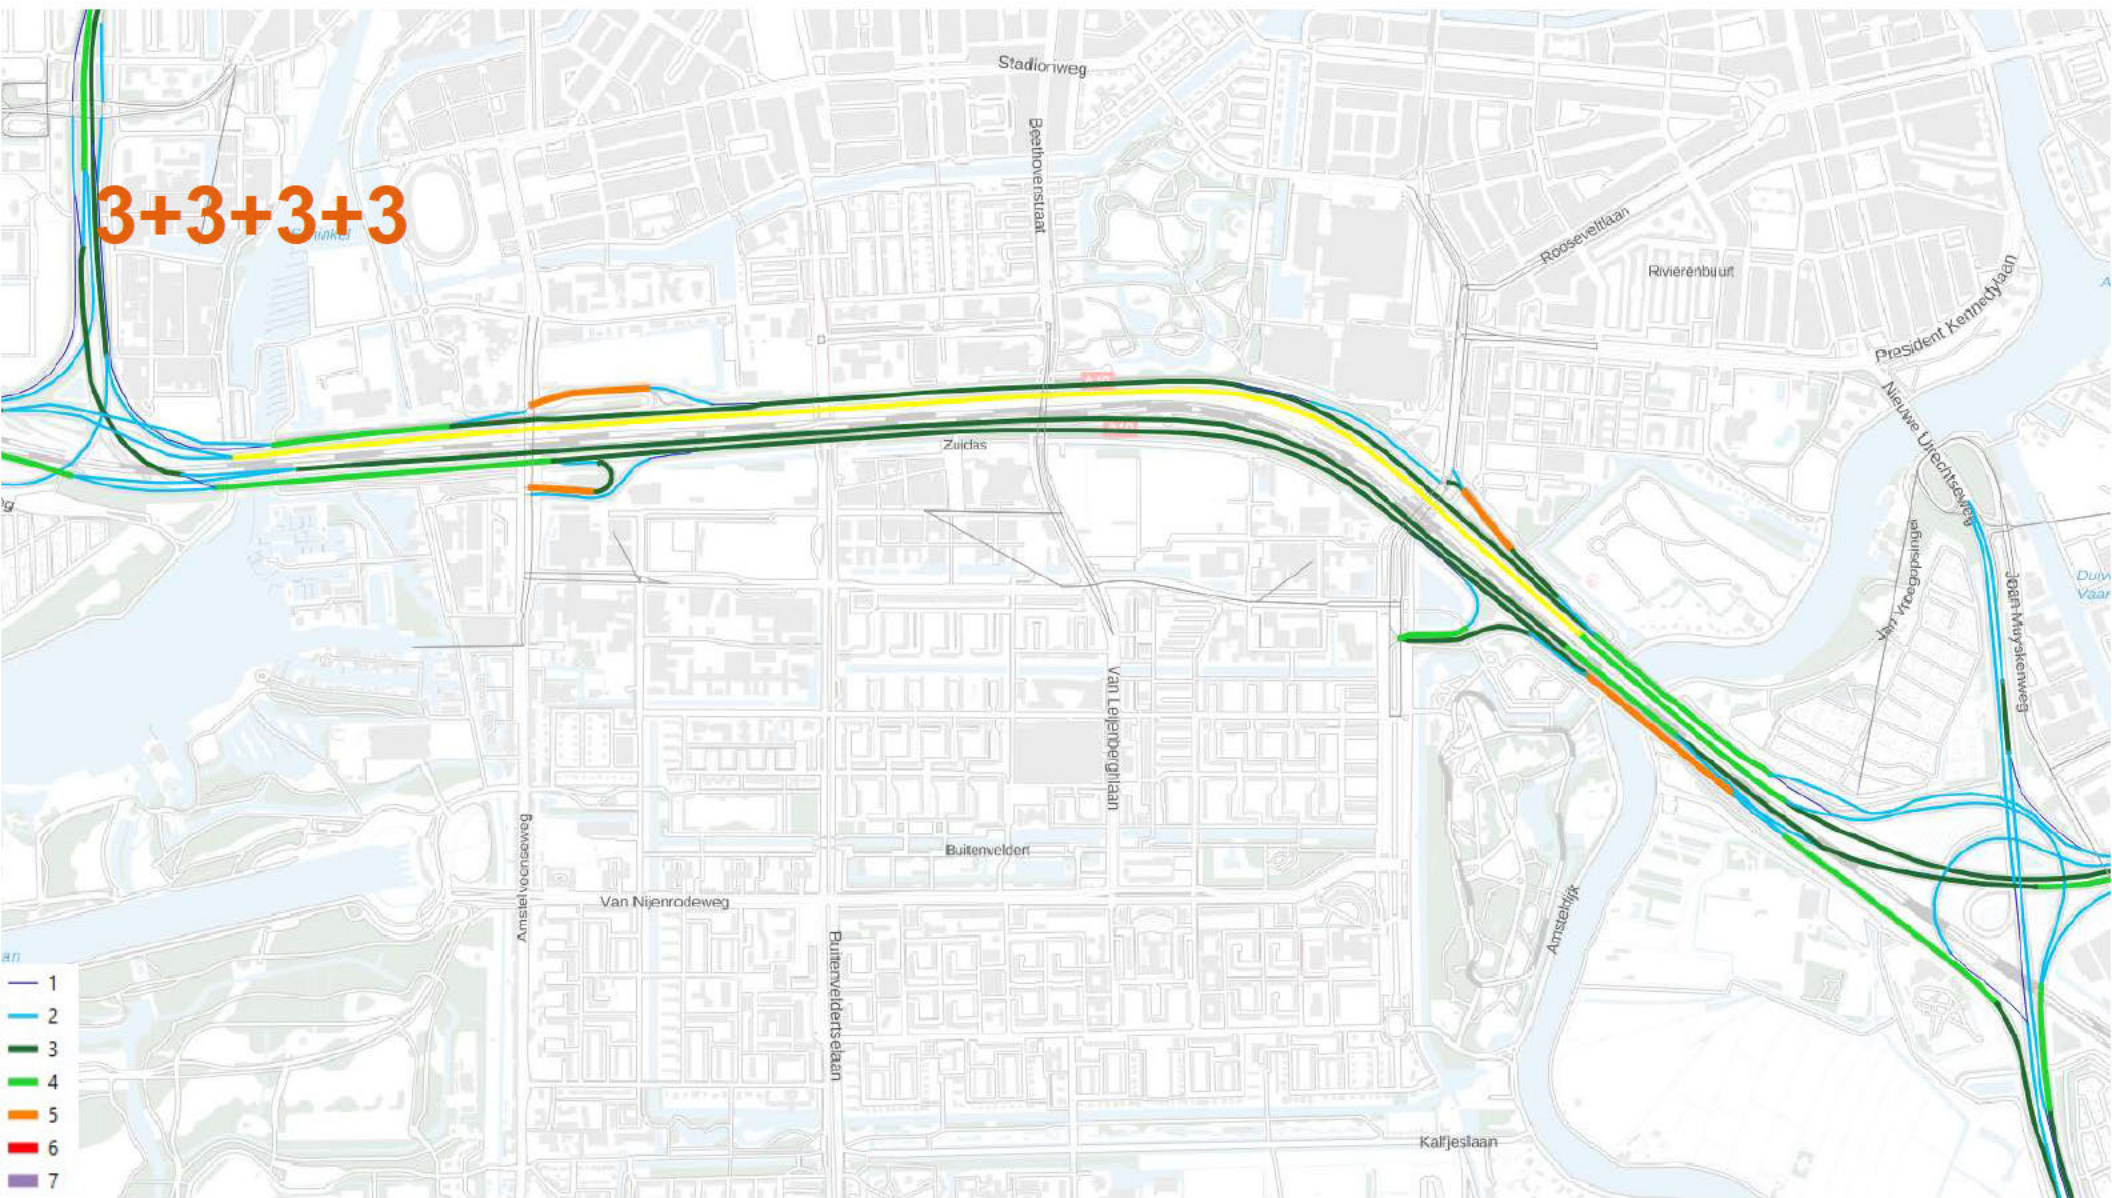 Stadionweg
Beethovenstraat
3+3+3+3
Schinkel
Rooseveltlaan
Rivierenbuurt
President Kennedylaan
Nieuwe Utrechtseweg
Zuidas
Jan Vroegopsingel
Joan Muyskenweg
Van Leijenberghlaan
Amstelveenseweg
Buitenveldert
Van Nijenrodeweg
Buitenveldertselaan
Amsteldijk
Kalfjeslaan
1
2
3
4
5
6
7